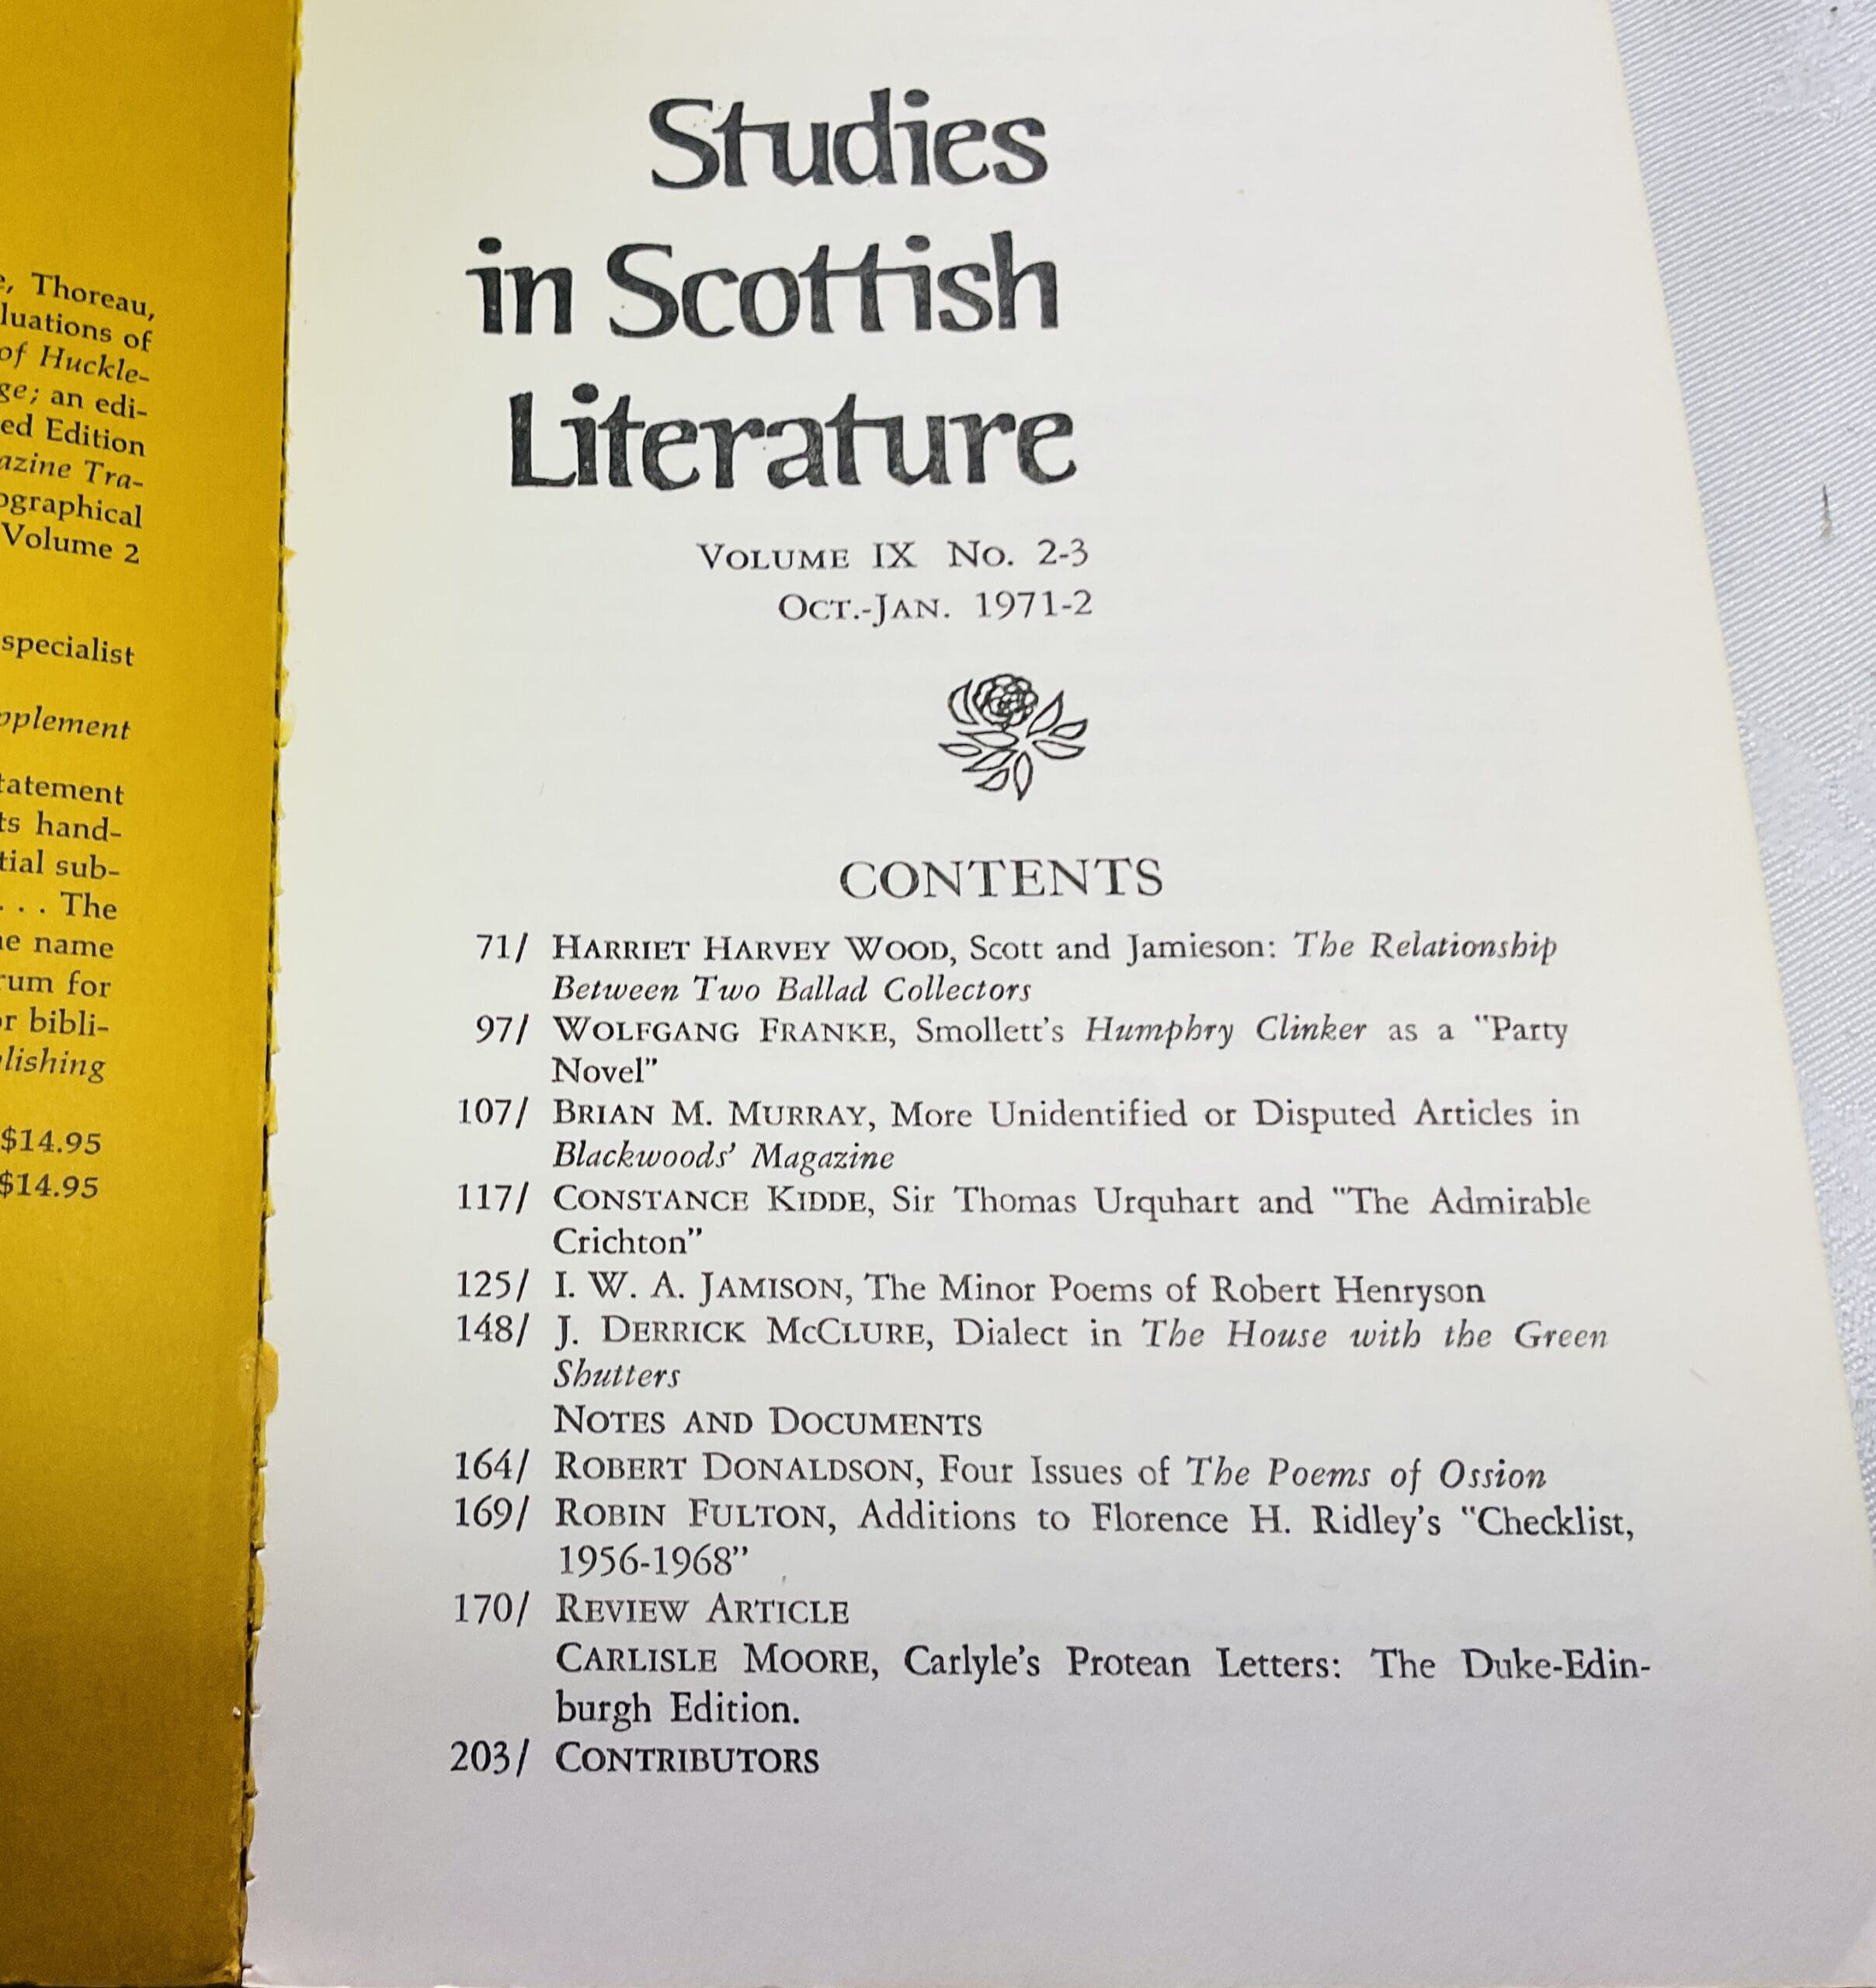 , Thoreau,
luations of
of Huckle-
ge; an edi-
ed Edition
azine Tra-
ographical
Volume 2
specialist
pplement
tatement
ts hand-
tial sub-
. . . The
e name
rum for
or bibli-
lishing
$14.95
$14.95
Studies
in Scottish
Literature
VOLUME IX No. 2-3
OCT.-JAN. 1971-2
CONTENTS
71/ HARRIET HARVEY WOOD, Scott and Jamieson: The Relationship
Between Two Ballad Collectors
97/ WOLFGANG FRANKE, Smollett's Humphry Clinker as a "Party
Novel"
107/ BRIAN M. MURRAY, More Unidentified or Disputed Articles in
Blackwoods' Magazine
117/ CONSTANCE KIDDE, Sir Thomas Urquhart and "The Admirable
Crichton"
125/ I. W. A. JAMISON, The Minor Poems of Robert Henryson
148/ J. DERRICK MCCLURE, Dialect in The House with the Green
Shutters
NOTES AND DOCUMENTS
164/ ROBERT DONALDSON, Four Issues of The Poems of Ossion
169/ ROBIN FULTON, Additions to Florence H. Ridley's "Checklist,
1956-1968"
170/ REVIEW ARTICLE
CARLISLE MOORE, Carlyle's Protean Letters: The Duke-Edin-
burgh Edition.
203/ CONTRIBUTORS